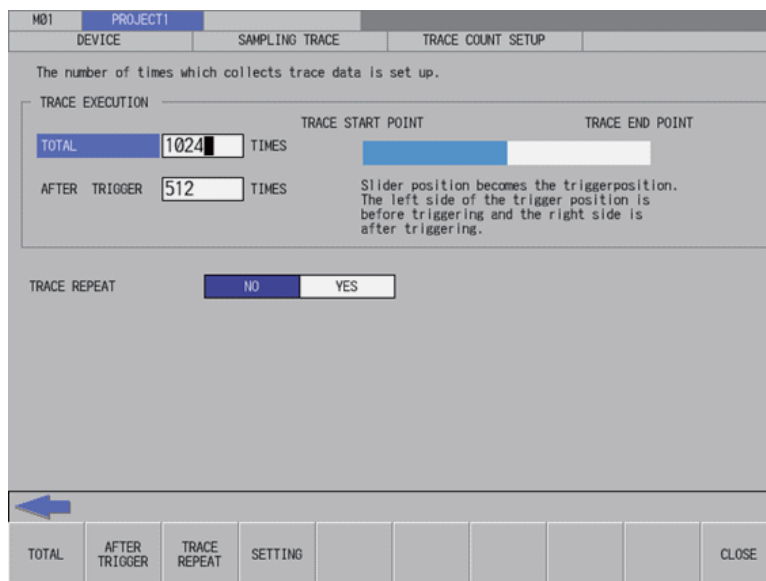 MØ1 PROJECT1
DEVICE SAMPLING TRACE TRACE COUNT SETUP
The number of times which collects trace data is set up.
TRACE EXECUTION
TRACE START POINT TRACE END POINT
TOTAL 1024 TIMES
AFTER TRIGGER 512 TIMES
Slider position becomes the triggerposition.
The left side of the trigger position is
before triggering and the right side is
after triggering.
TRACE REPEAT NO YES
TOTAL AFTER TRIGGER TRACE REPEAT SETTING CLOSE